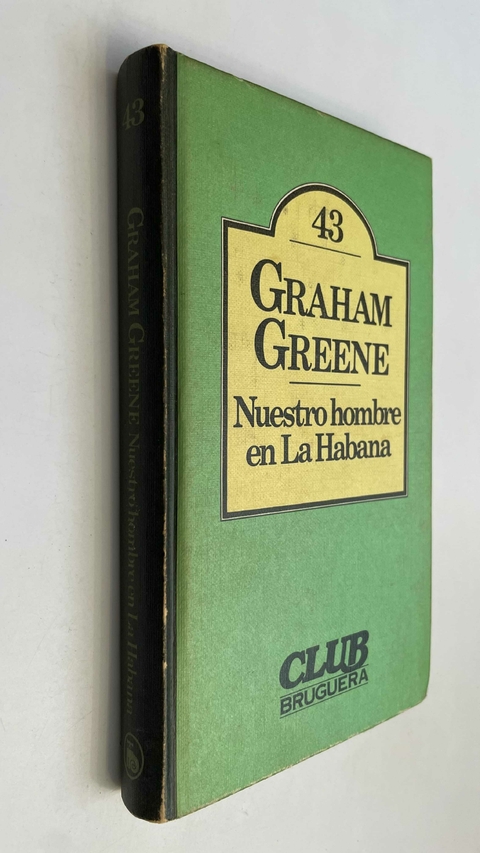 43
GRAHAM GREENE Nuestro hombre en La Habana
43
GRAHAM
GREENE
Nuestro hombre
en La Habana
CLUB
BRUGUERA